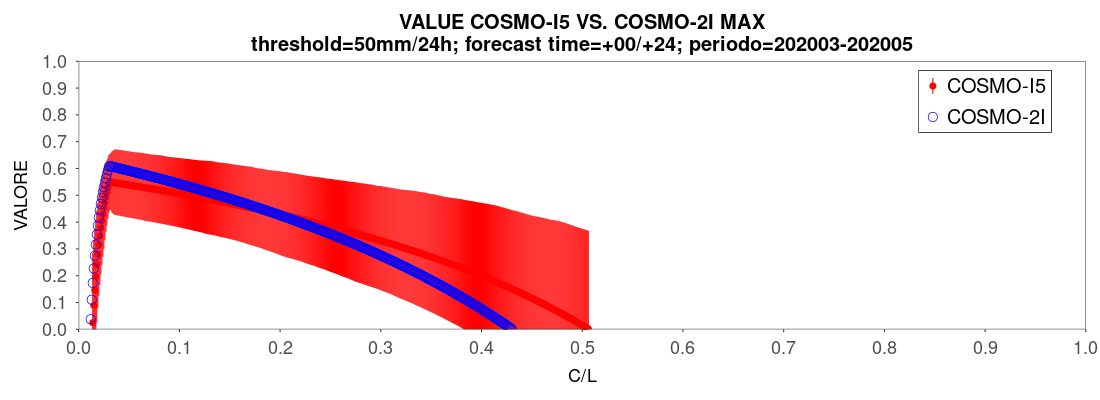 VALUE COSMO-I5 VS. COSMO-2I MAX
threshold=50mm/24h; forecast time=+00/+24; periodo=202003-202005
1.0
0.9
0.8
0.7
0.6
0.5
0.4
0.3
0.2
0.1
0.0
VALORE
COSMO-I5
COSMO-2I
0.0 0.1 0.2 0.3 0.4 0.5 0.6 0.7 0.8 0.9 1.0
C/L